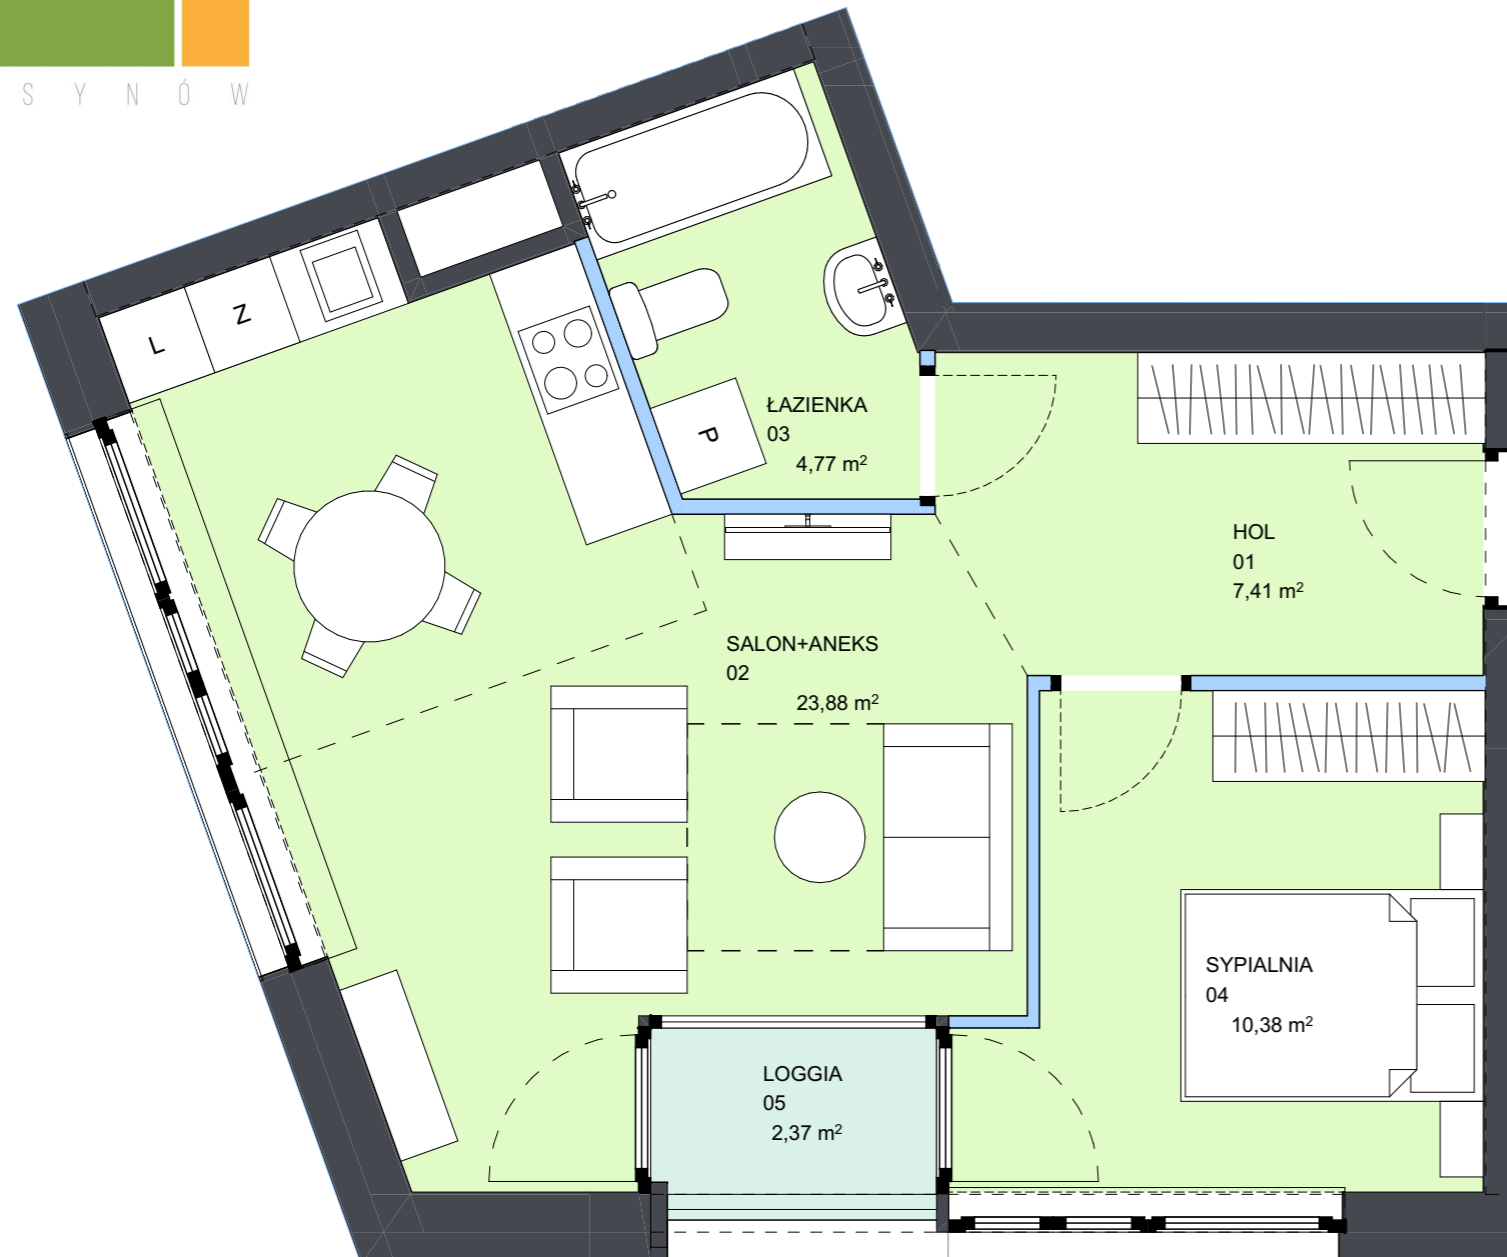 S Y N Ó W
L
Z
P
ŁAZIENKA
03
4,77 m²
HOL
01
7,41 m²
SALON+ANEKS
02
23,88 m²
SYPIALNIA
04
10,38 m²
LOGGIA
05
2,37 m²